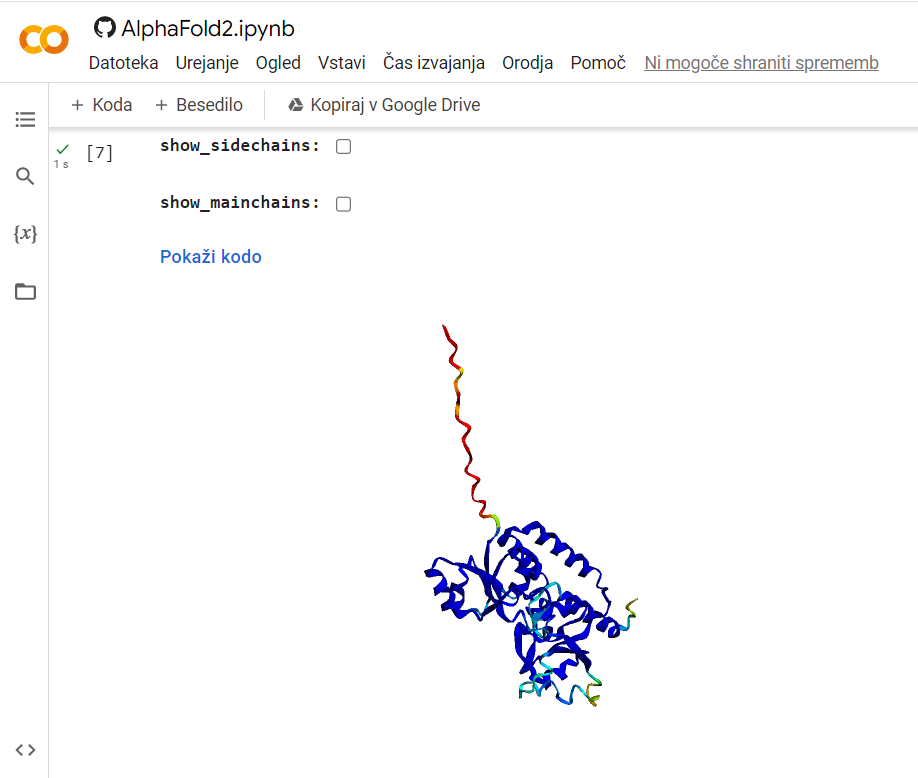 AlphaFold2.ipynb
Datoteka Urejanje Ogled Vstavi Čas izvajanja Orodja Pomoč Ni mogoče shraniti sprememb
+ Koda + Besedilo Kopiraj v Google Drive
[7] show_sidechains:
1 s
show_mainchains:
{x}
Pokaži kodo